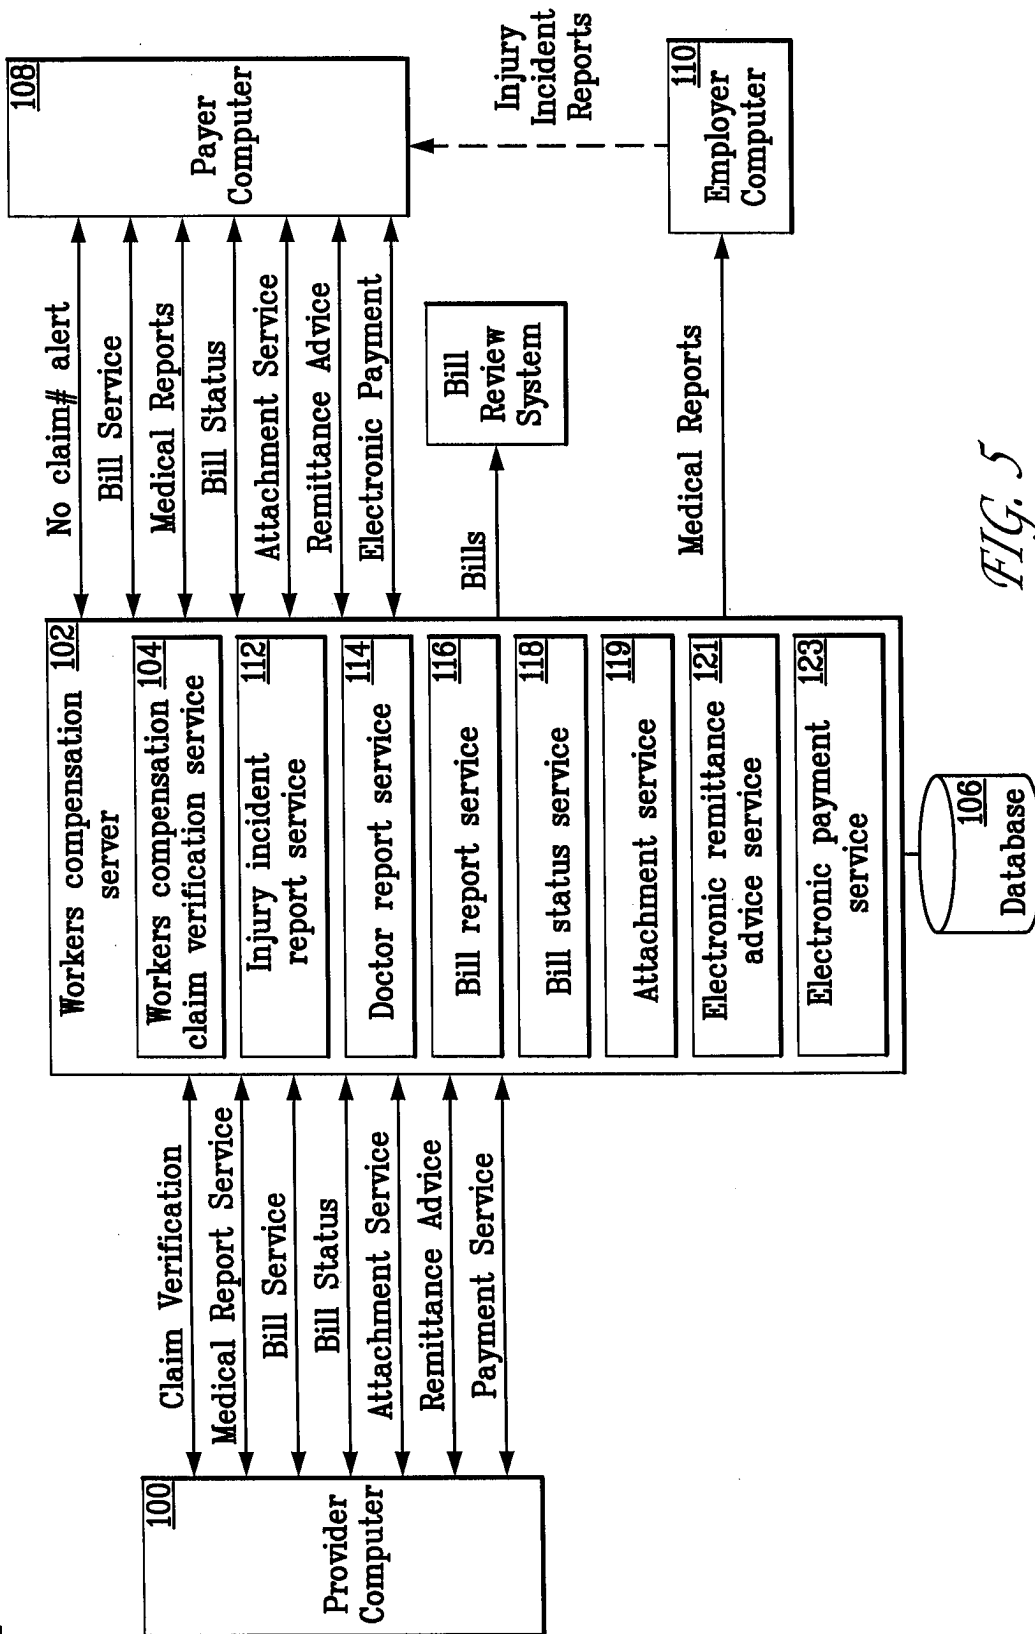 100
Provider
Computer
Claim Verification
Medical Report Service
Bill Service
Bill Status
Attachment Service
Remittance Advice
Payment Service
Workers compensation 102
server
Workers compensation 104
claim verification service
Injury incident 112
report service
114
Doctor report service
116
Bill report service
118
Bill status service
119
Attachment service
121
Electronic remittance
advice service
123
Electronic payment
service
106
Database
No claim# alert
Bill Service
Medical Reports
Bill Status
Attachment Service
Remittance Advice
Electronic Payment
Bills
Medical Reports
108
Payer
Computer
Bill
Review
System
Injury
Incident
Reports
110
Employer
Computer
FIG. 5